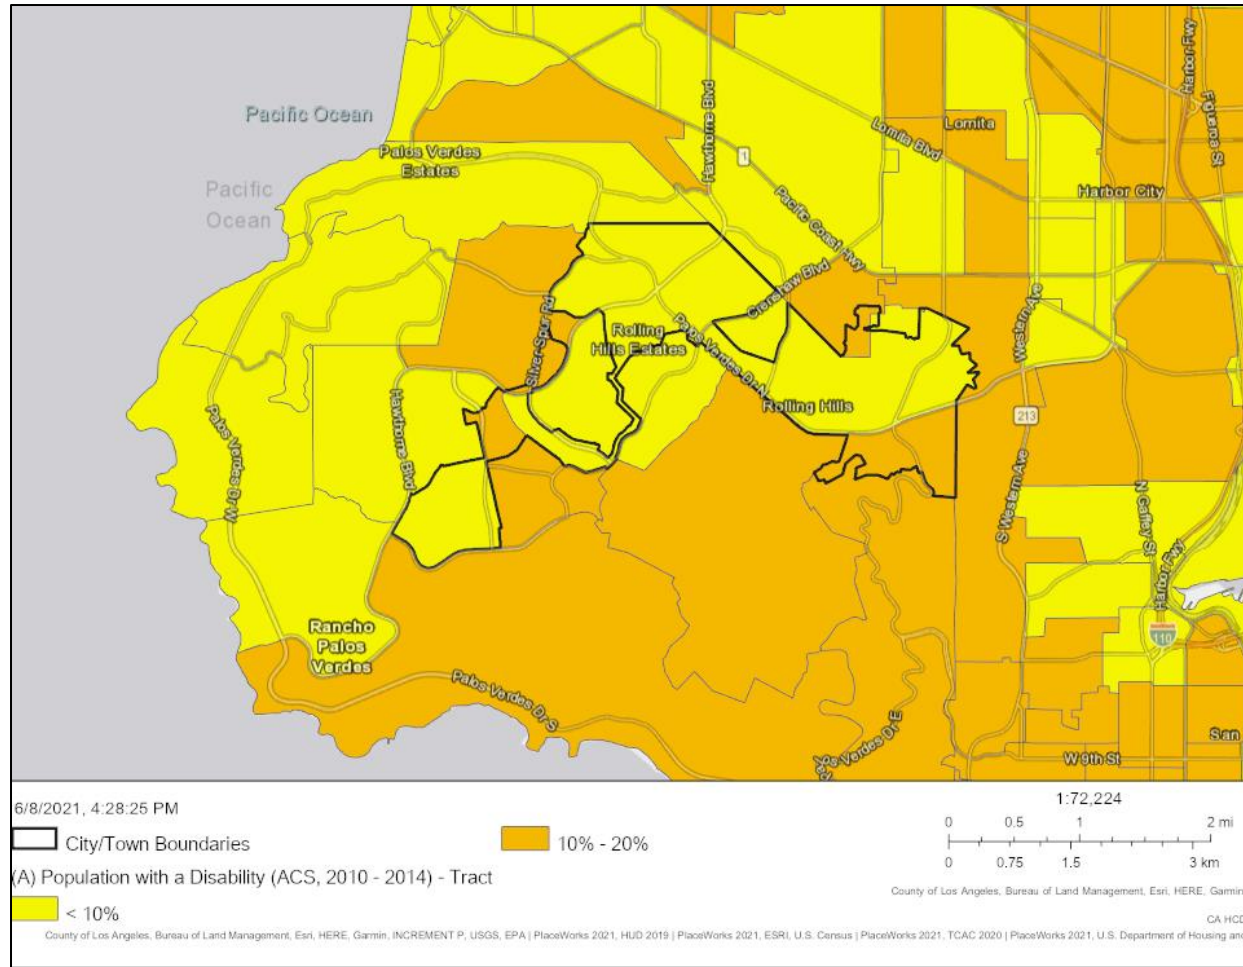 Harbor Fwy
Figueroa St
Pacific Ocean
Hawthorne Blvd
Lomita Blvd
Lomita
1
Palos Verdes
Estates
Pacific
Ocean
Harbor City
Pacific Coast Hwy
Crenshaw Blvd
Silver Spur Rd
Rolling
Hills Estates
Palos Verdes Dr N
Western Ave
Rolling Hills
213
Hawthorne Blvd
Palos Verdes Dr W
S Western Ave
N Gaffey St
Harbor Fwy
110
Rancho
Palos
Verdes
Palos Verdes Dr S
os Verdes Dr E
San
W 9th St
6/8/2021, 4:28:25 PM
City/Town Boundaries
10% - 20%
(A) Population with a Disability (ACS, 2010 - 2014) - Tract
< 10%
1:72,224
0 0.5 1 2 mi
0 0.75 1.5 3 km
County of Los Angeles, Bureau of Land Management, Esri, HERE, Garmin
CA HCD
County of Los Angeles, Bureau of Land Management, Esri, HERE, Garmin, INCREMENT P, USGS, EPA | PlaceWorks 2021, HUD 2019 | PlaceWorks 2021, ESRI, U.S. Census | PlaceWorks 2021, TCAC 2020 | PlaceWorks 2021, U.S. Department of Housing and